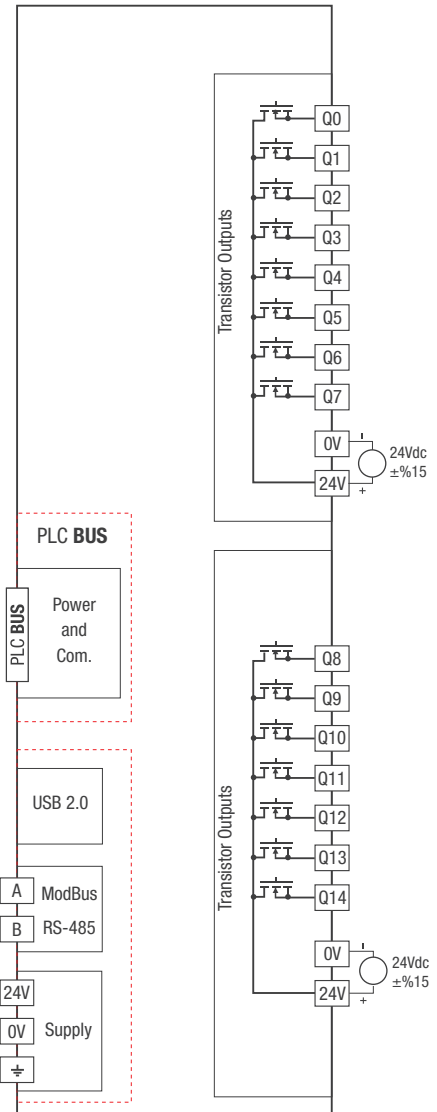 Transistor Outputs
Q0
Q1
Q2
Q3
Q4
Q5
Q6
Q7
0V
24V
-
+
24Vdc
±%15
PLC BUS
PLC BUS
Power
and
Com.
USB 2.0
A
B
ModBus
RS-485
24V
0V
Supply
Transistor Outputs
Q8
Q9
Q10
Q11
Q12
Q13
Q14
0V
24V
-
+
24Vdc
±%15